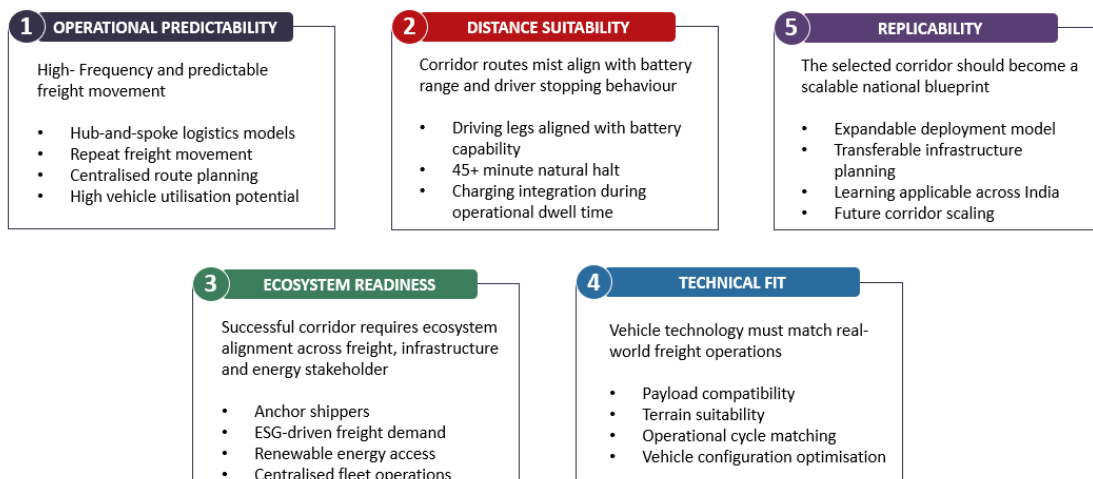 1 OPERATIONAL PREDICTABILITY
High- Frequency and predictable
freight movement
• Hub-and-spoke logistics models
• Repeat freight movement
• Centralised route planning
• High vehicle utilisation potential
2 DISTANCE SUITABILITY
Corridor routes mist align with battery
range and driver stopping behaviour
• Driving legs aligned with battery
capability
• 45+ minute natural halt
• Charging integration during
operational dwell time
5 REPLICABILITY
The selected corridor should become a
scalable national blueprint
• Expandable deployment model
• Transferable infrastructure
planning
• Learning applicable across India
• Future corridor scaling
3 ECOSYSTEM READINESS
Successful corridor requires ecosystem
alignment across freight, infrastructure
and energy stakeholder
• Anchor shippers
• ESG-driven freight demand
• Renewable energy access
• Centralised fleet operations
4 TECHNICAL FIT
Vehicle technology must match real-
world freight operations
• Payload compatibility
• Terrain suitability
• Operational cycle matching
• Vehicle configuration optimisation